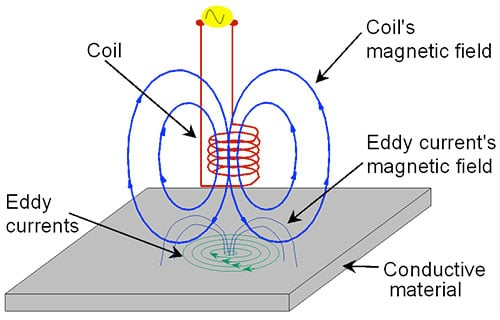 Coil
Coil's
magnetic field
Eddy current's
magnetic field
Eddy
currents
Conductive
material